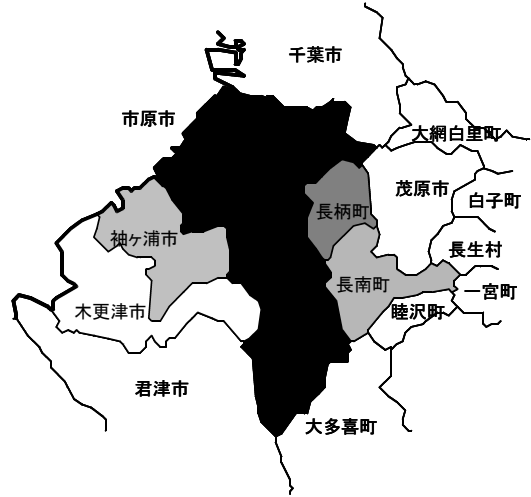 千葉市
市原市
大網白里町
茂原市
白子町
長柄町
袖ヶ浦市
長生村
長南町
一宮町
木更津市
睦沢町
君津市
大多喜町